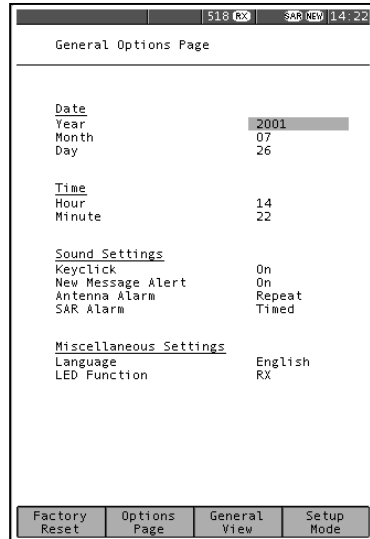 518 RX SAR NEW 14:22
General Options Page
Date
Year 2001
Month 07
Day 26
Time
Hour 14
Minute 22
Sound Settings
Keyclick On
New Message Alert On
Antenna Alarm Repeat
SAR Alarm Timed
Miscellaneous Settings
Language English
LED Function RX
Factory Reset Options Page General View Setup Mode